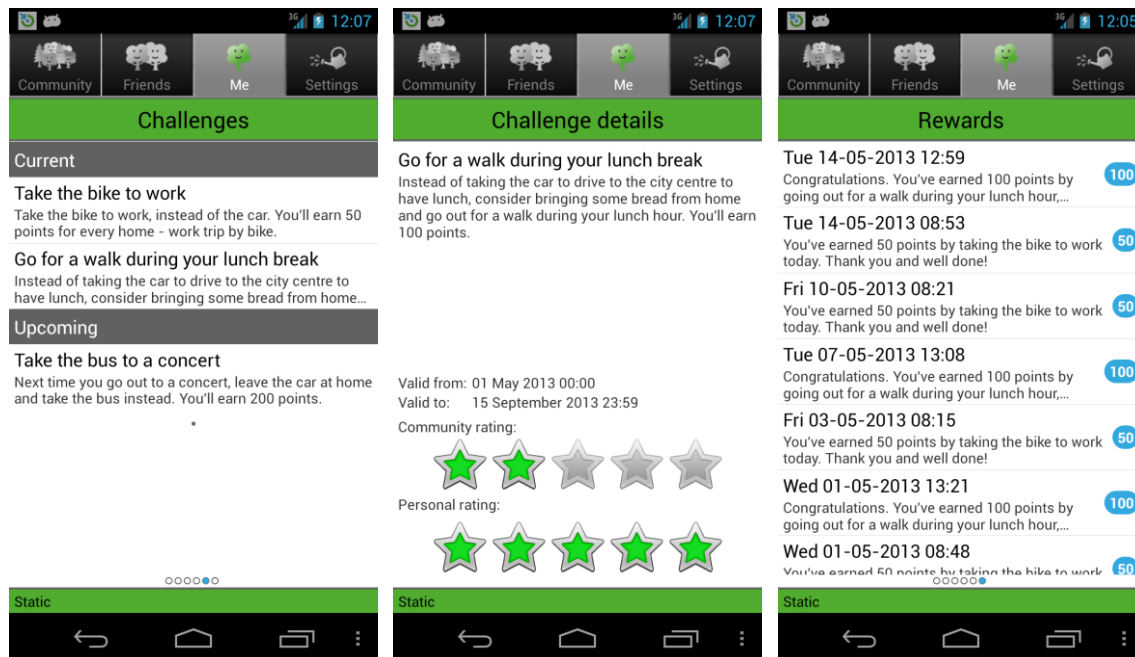 3G 12:07
Community Friends Me Settings
Challenges
Current
Take the bike to work
Take the bike to work, instead of the car. You'll earn 50
points for every home - work trip by bike.
Go for a walk during your lunch break
Instead of taking the car to drive to the city centre to
have lunch, consider bringing some bread from home...
Upcoming
Take the bus to a concert
Next time you go out to a concert, leave the car at home
and take the bus instead. You'll earn 200 points.
Static
3G 12:07
Community Friends Me Settings
Challenge details
Go for a walk during your lunch break
Instead of taking the car to drive to the city centre to
have lunch, consider bringing some bread from home
and go out for a walk during your lunch hour. You'll earn
100 points.
Valid from: 01 May 2013 00:00
Valid to: 15 September 2013 23:59
Community rating:
Personal rating:
Static
3G 12:05
Community Friends Me Settings
Rewards
Tue 14-05-2013 12:59
Congratulations. You've earned 100 points by
going out for a walk during your lunch hour,...
100
Tue 14-05-2013 08:53
You've earned 50 points by taking the bike to work
today. Thank you and well done!
50
Fri 10-05-2013 08:21
You've earned 50 points by taking the bike to work
today. Thank you and well done!
50
Tue 07-05-2013 13:08
Congratulations. You've earned 100 points by
going out for a walk during your lunch hour,...
100
Fri 03-05-2013 08:15
You've earned 50 points by taking the bike to work
today. Thank you and well done!
50
Wed 01-05-2013 13:21
Congratulations. You've earned 100 points by
going out for a walk during your lunch hour,...
100
Wed 01-05-2013 08:48
You've earned 50 points by taking the bike to work
50
Static